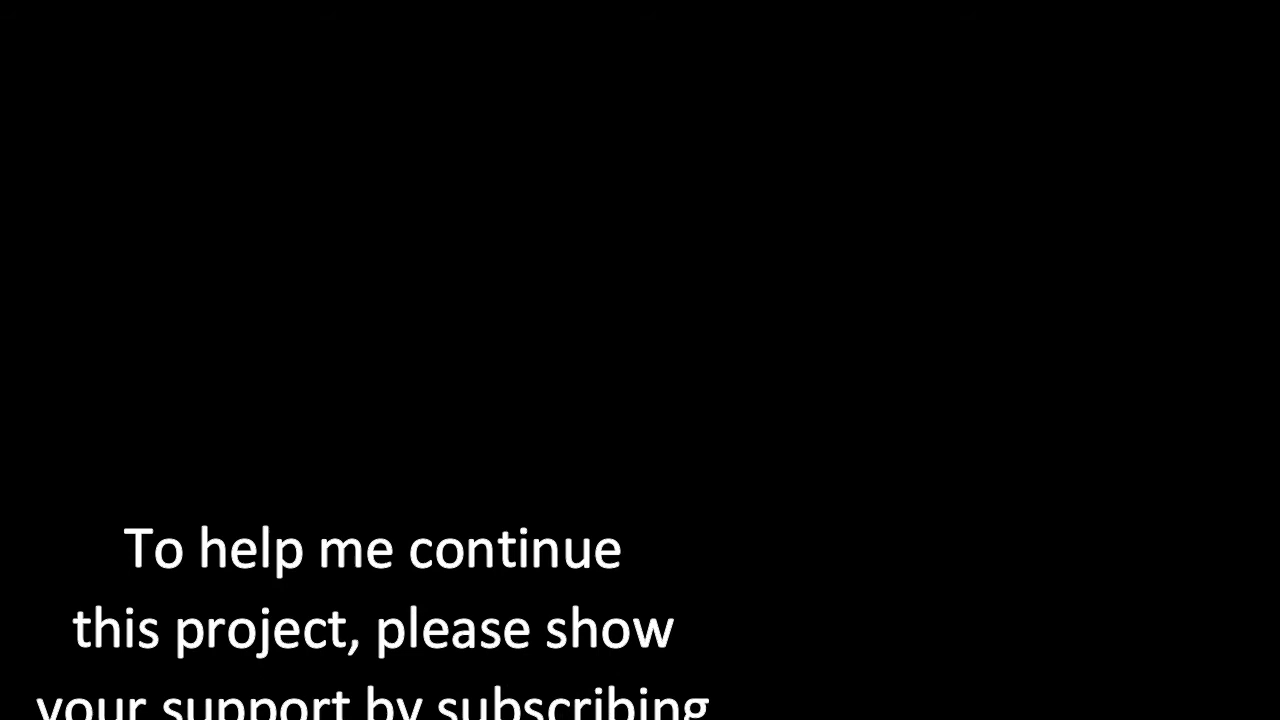 To help me continue
this project, please show
your support by subscribing